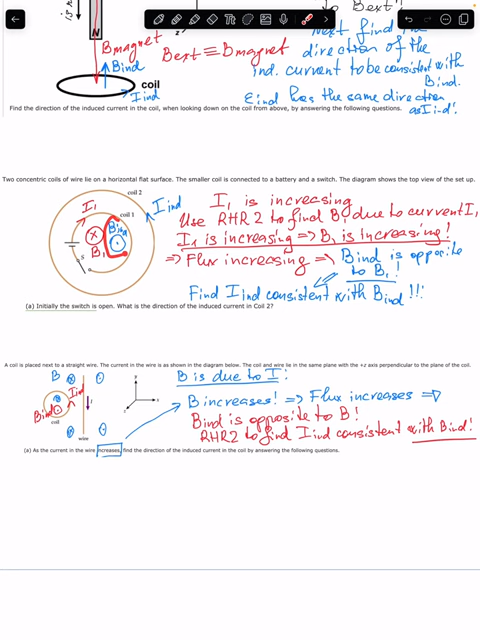 to Bext!
13 v
N
Next find the
Bmagnet
Bext ≡ Bmagnet
direction of the
Bind
ind. current to be consistent with
Bind.
coil
Iind
Eind has the same direction
as Iind!
Find the direction of the induced current in the coil, when looking down on the coil from above, by answering the following questions.
Two concentric coils of wire lie on a horizontal flat surface. The smaller coil is connected to a battery and a switch. The diagram shows the top view of the set up.
coil 2
I1
Iind
coil 1
Bind
B1
S
I1 is increasing
Use RHR2 to find B1 due to current I1
I1 is increasing ⇒ B1 is increasing!
⇒ Flux increasing ⇒ Bind is opposite
to B1!
Find Iind consistent with Bind!!!
(a) Initially the switch is open. What is the direction of the induced current in Coil 2?
A coil is placed next to a straight wire. The current in the wire is as shown in the diagram below. The coil and wire lie in the same plane with the +z axis perpendicular to the plane of the coil.
B
Iind
Bind
I
coil
wire
y
x
z
B is due to I:
B increases! ⇒ Flux increases ⇒
Bind is opposite to B!
RHR2 to find Iind consistent with Bind!
(a) As the current in the wire increases, find the direction of the induced current in the coil by answering the following questions.